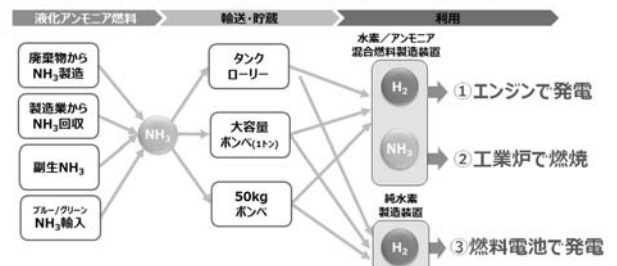 液化アンモニア燃料
輸送・貯蔵
利用
廃棄物から
NH₃製造
製造業から
NH₃回収
副生NH₃
ブルー/グリーン
NH₃輸入
NH₃
タンク
ローリー
大容量
ボンベ(1トン)
50kg
ボンベ
水素／アンモニア
混合燃料製造装置
H₂
NH₃
純水素
製造装置
H₂
①エンジンで発電
②工業炉で燃焼
③燃料電池で発電